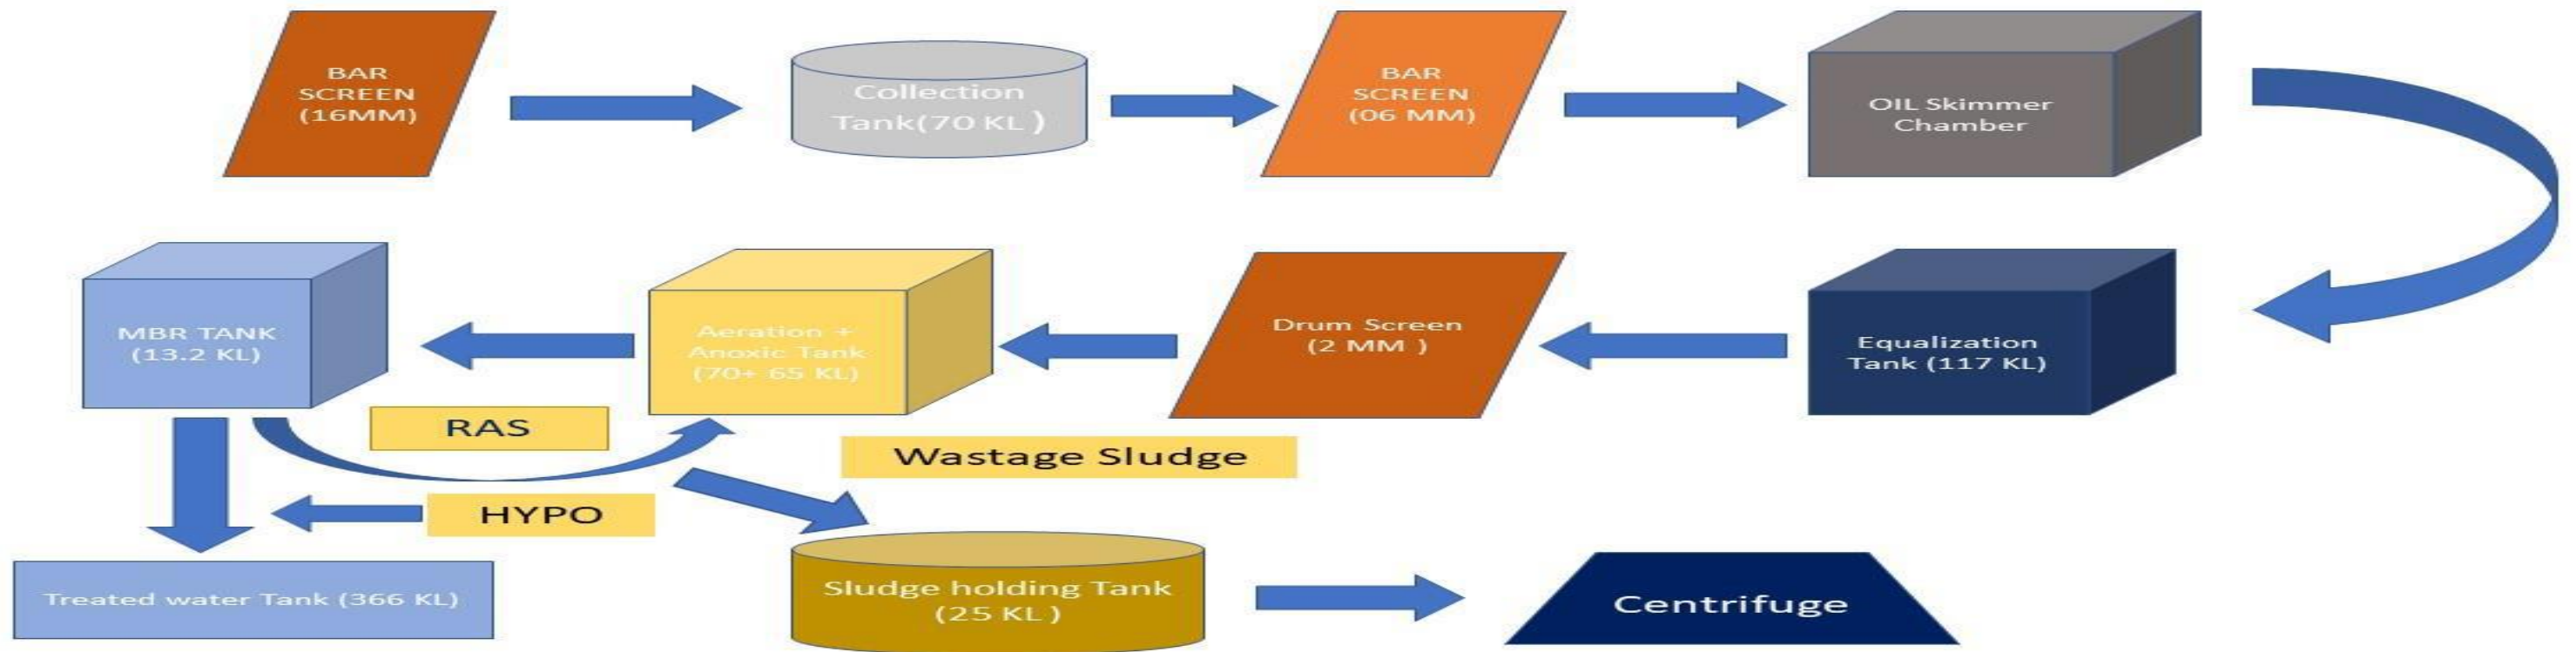 BAR
SCREEN
(16MM)
Collection
Tank(70 KL )
BAR
SCREEN
(06 MM)
OIL Skimmer
Chamber
MBR TANK
(13.2 KL)
Aeration +
Anoxic Tank
(70+ 65 KL)
Drum Screen
(2 MM )
Equalization
Tank (117 KL)
RAS
Wastage Sludge
HYPO
Treated water Tank (366 KL)
Sludge holding Tank
(25 KL )
Centrifuge